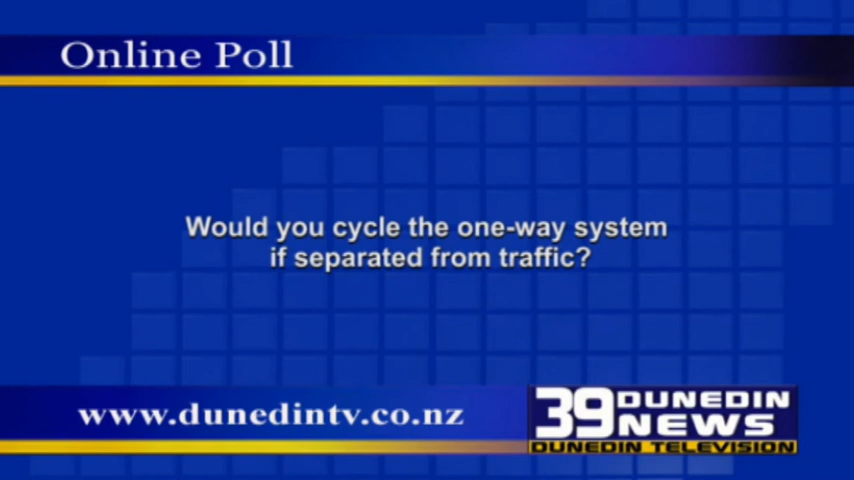 Online Poll
Would you cycle the one-way system
if separated from traffic?
www.dunedintv.co.nz
39 DUNEDIN
NEWS
DUNEDIN TELEVISION